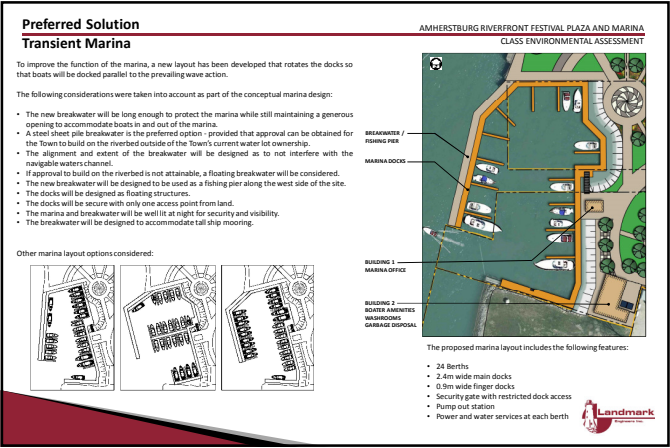 Preferred Solution
Transient Marina
AMHERSTBURG RIVERFRONT FESTIVAL PLAZA AND MARINA
CLASS ENVIRONMENTAL ASSESSMENT
To improve the function of the marina, a new layout has been developed that rotates the docks so
that boats will be docked parallel to the prevailing wave action.
The following considerations were taken into account as part of the conceptual marina design:
• The new breakwater will be long enough to protect the marina while still maintaining a generous
opening to accommodate boats in and out of the marina.
• A steel sheet pile breakwater is the preferred option - provided that approval can be obtained for
the Town to build on the riverbed outside of the Town's current water lot ownership.
• The alignment and extent of the breakwater will be designed as to not interfere with the
navigable waters channel.
• If approval to build on the riverbed is not attainable, a floating breakwater will be considered.
• The new breakwater will be designed to be used as a fishing pier along the west side of the site.
• The docks will be designed as floating structures.
• The docks will be secure with only one access point from land.
• The marina and breakwater will be well lit at night for security and visibility.
• The breakwater will be designed to accommodate tall ship mooring.
Other marina layout options considered:
BREAKWATER /
FISHING PIER
MARINA DOCKS
BUILDING 1
MARINA OFFICE
BUILDING 2
BOATER AMENITIES
WASHROOMS
GARBAGE DISPOSAL
The proposed marina layout includes the following features:
• 24 Berths
• 2.4m wide main docks
• 0.9m wide finger docks
• Security gate with restricted dock access
• Pump out station
• Power and water services at each berth
Landmark
Engineers Inc.